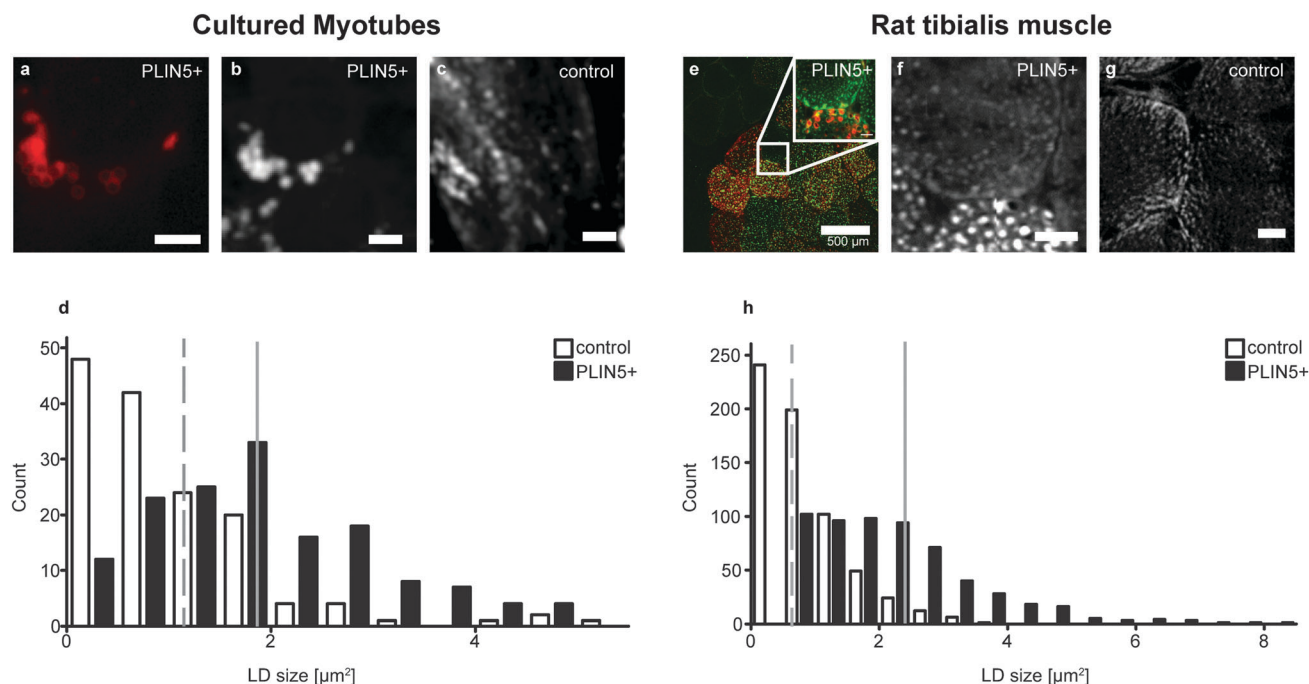 Cultured Myotubes
Rat tibialis muscle
a PLIN5+
b PLIN5+
c control
e PLIN5+
500 µm
f PLIN5+
g control
d
50
40
30
20
10
0
Count
0 2 4
LD size [µm²]
control
PLIN5+
h
250
200
150
100
50
0
Count
0 2 4 6 8
LD size [µm²]
control
PLIN5+